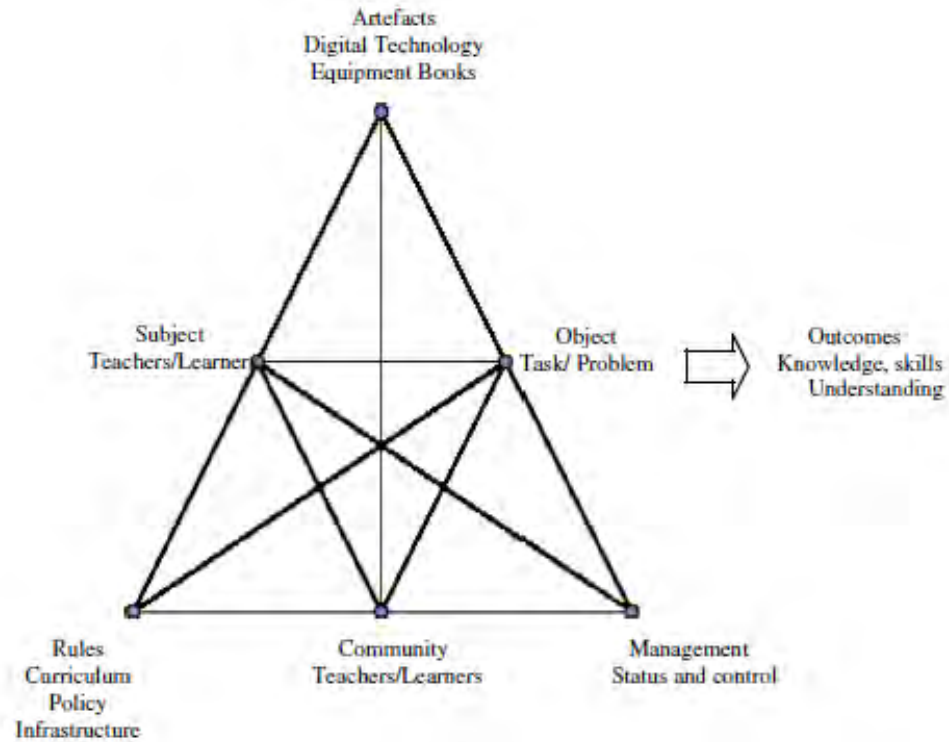 Artefacts
Digital Technology
Equipment Books
Subject
Teachers/Learner
Object
Task/ Problem
Outcomes
Knowledge, skills
Understanding
Rules
Curriculum
Policy
Infrastructure
Community
Teachers/Learners
Management
Status and control